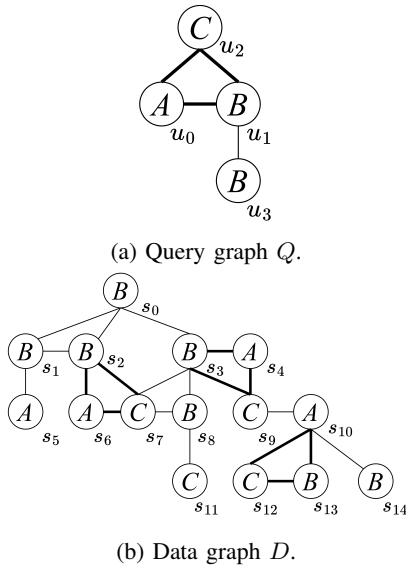 C
u₂
A B
u₀ u₁
B
u₃
(a) Query graph Q.
B
s₀
B B B A
s₁ s₂ s₃ s₄
A A C B C A
s₅ s₆ s₇ s₈ s₉ s₁₀
C C B B
s₁₁ s₁₂ s₁₃ s₁₄
(b) Data graph D.